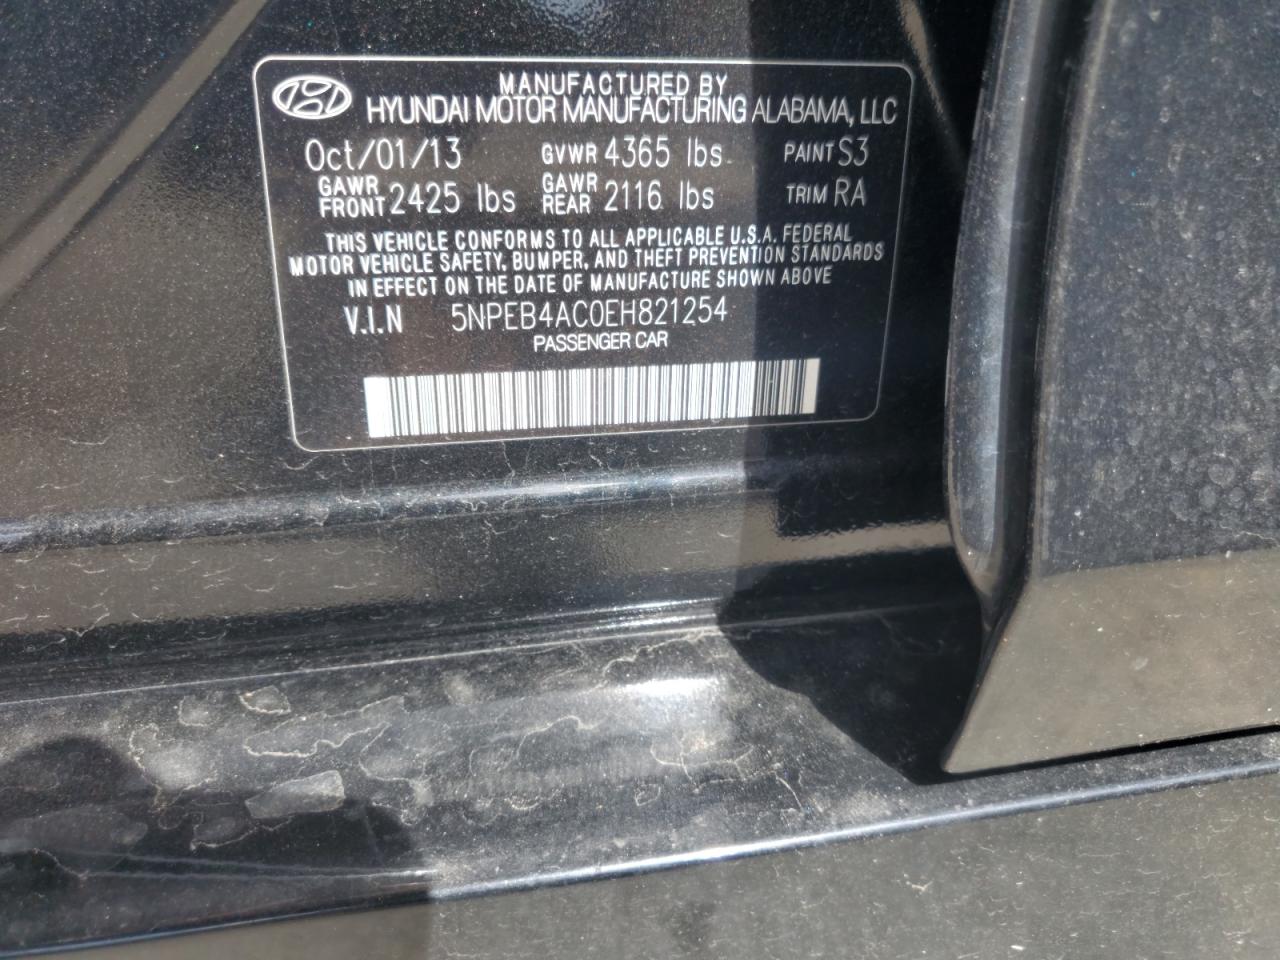 MANUFACTURED BY
HYUNDAI MOTOR MANUFACTURING ALABAMA, LLC
Oct/01/13 GVWR 4365 lbs PAINT S3
GAWR FRONT 2425 lbs GAWR REAR 2116 lbs TRIM RA
THIS VEHICLE CONFORMS TO ALL APPLICABLE U.S.A. FEDERAL
MOTOR VEHICLE SAFETY, BUMPER, AND THEFT PREVENTION STANDARDS
IN EFFECT ON THE DATE OF MANUFACTURE SHOWN ABOVE
V.I.N 5NPEB4AC0EH821254
PASSENGER CAR